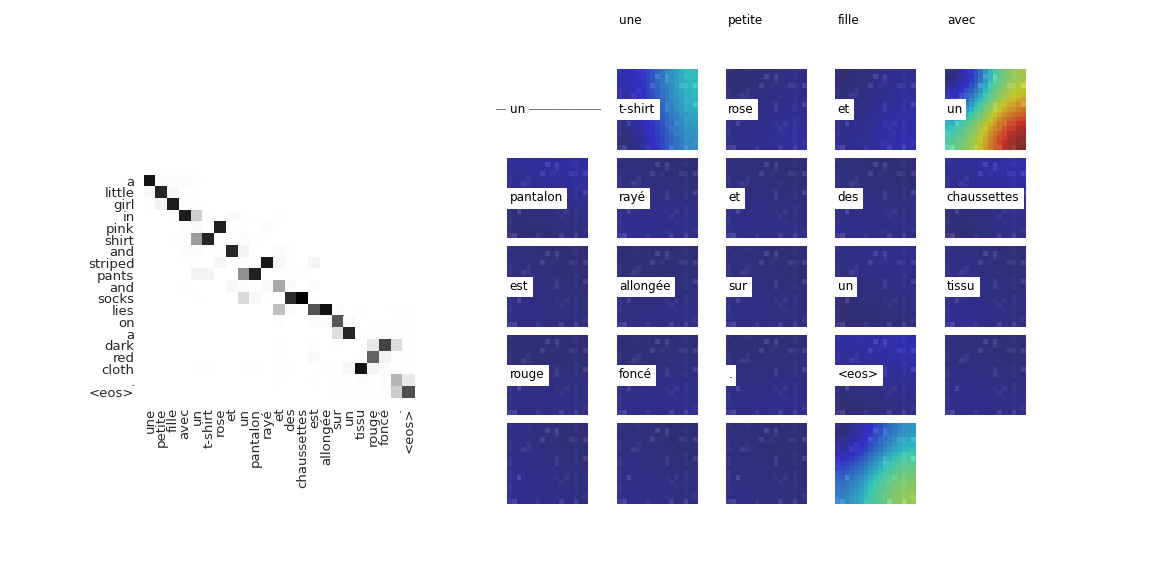 a
little
girl
in
pink
shirt
and
striped
pants
and
socks
lies
on
a
dark
red
cloth
.
<eos>
une
petite
fille
avec
un
t-shirt
rose
et
un
pantalon
rayé
et
des
chaussettes
est
allongée
sur
un
tissu
rouge
foncé
.
<eos>
une petite fille avec
un t-shirt rose et un
pantalon rayé et des chaussettes
est allongée sur un tissu
rouge foncé . <eos>